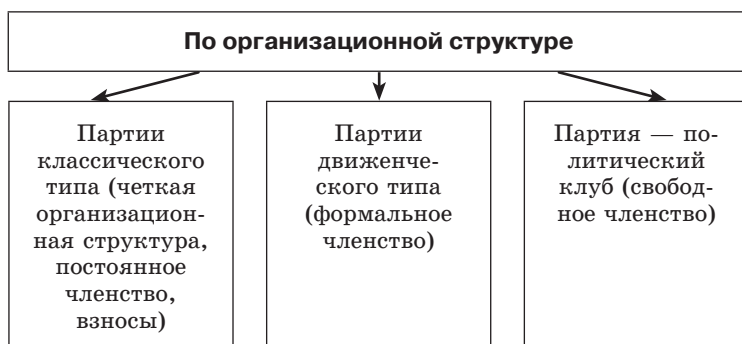 По организационной структуре
Партии
классического
типа (четкая
организацион-
ная структура,
постоянное
членство,
взносы)
Партии
движенче-
ского типа
(формальное
членство)
Партия — по-
литический
клуб (свобод-
ное членство)